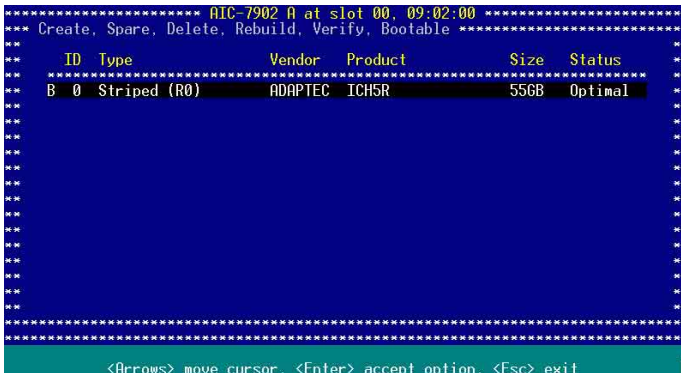 AIC-7902 A at slot 00, 09:02:00
Create, Spare, Delete, Rebuild, Verify, Bootable
ID Type Vendor Product Size Status
B 0 Striped (R0) ADAPTEC ICH5R 55GB Optimal
<Arrows> move cursor, <Enter> accept option, <Esc> exit